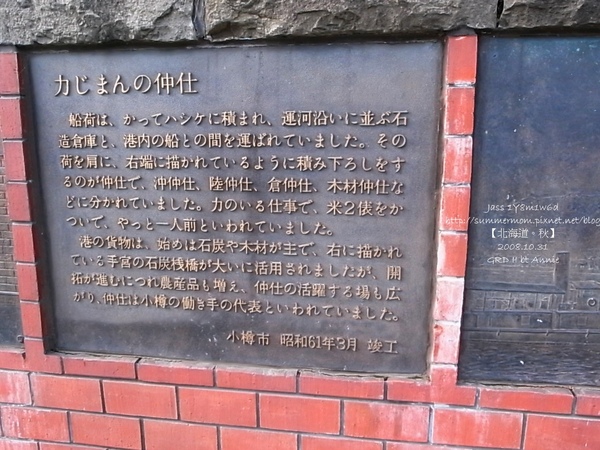 力じまんの仲仕
船荷は、かってハシケに積まれ、運河沿いに並ぶ石
造倉庫と、港内の船との間を運ばれていました。その
荷を肩に、右端に描かれているように積み下ろしをす
るのが仲仕で、沖仲仕、陸仲仕、倉仲仕、木材仲仕な
どに分かれていました。力のいる仕事で、米2俵をか
ついで、やっと一人前といわれていました。
港の貨物は、始めは石炭や木材が主で、右に描かれ
ている手宮の石炭桟橋が大いに活用されましたが、開
拓が進むにつれ農産品も増え、仲仕の活躍する場も広
がり、仲仕は小樽の働き手の代表といわれていました。
小樽市 昭和61年3月 竣工
Jass 1Y8m1w6d
http://summermom.pixnet.net/blog
【北海道。秋】
2008.10.31
GRD II bt Annie